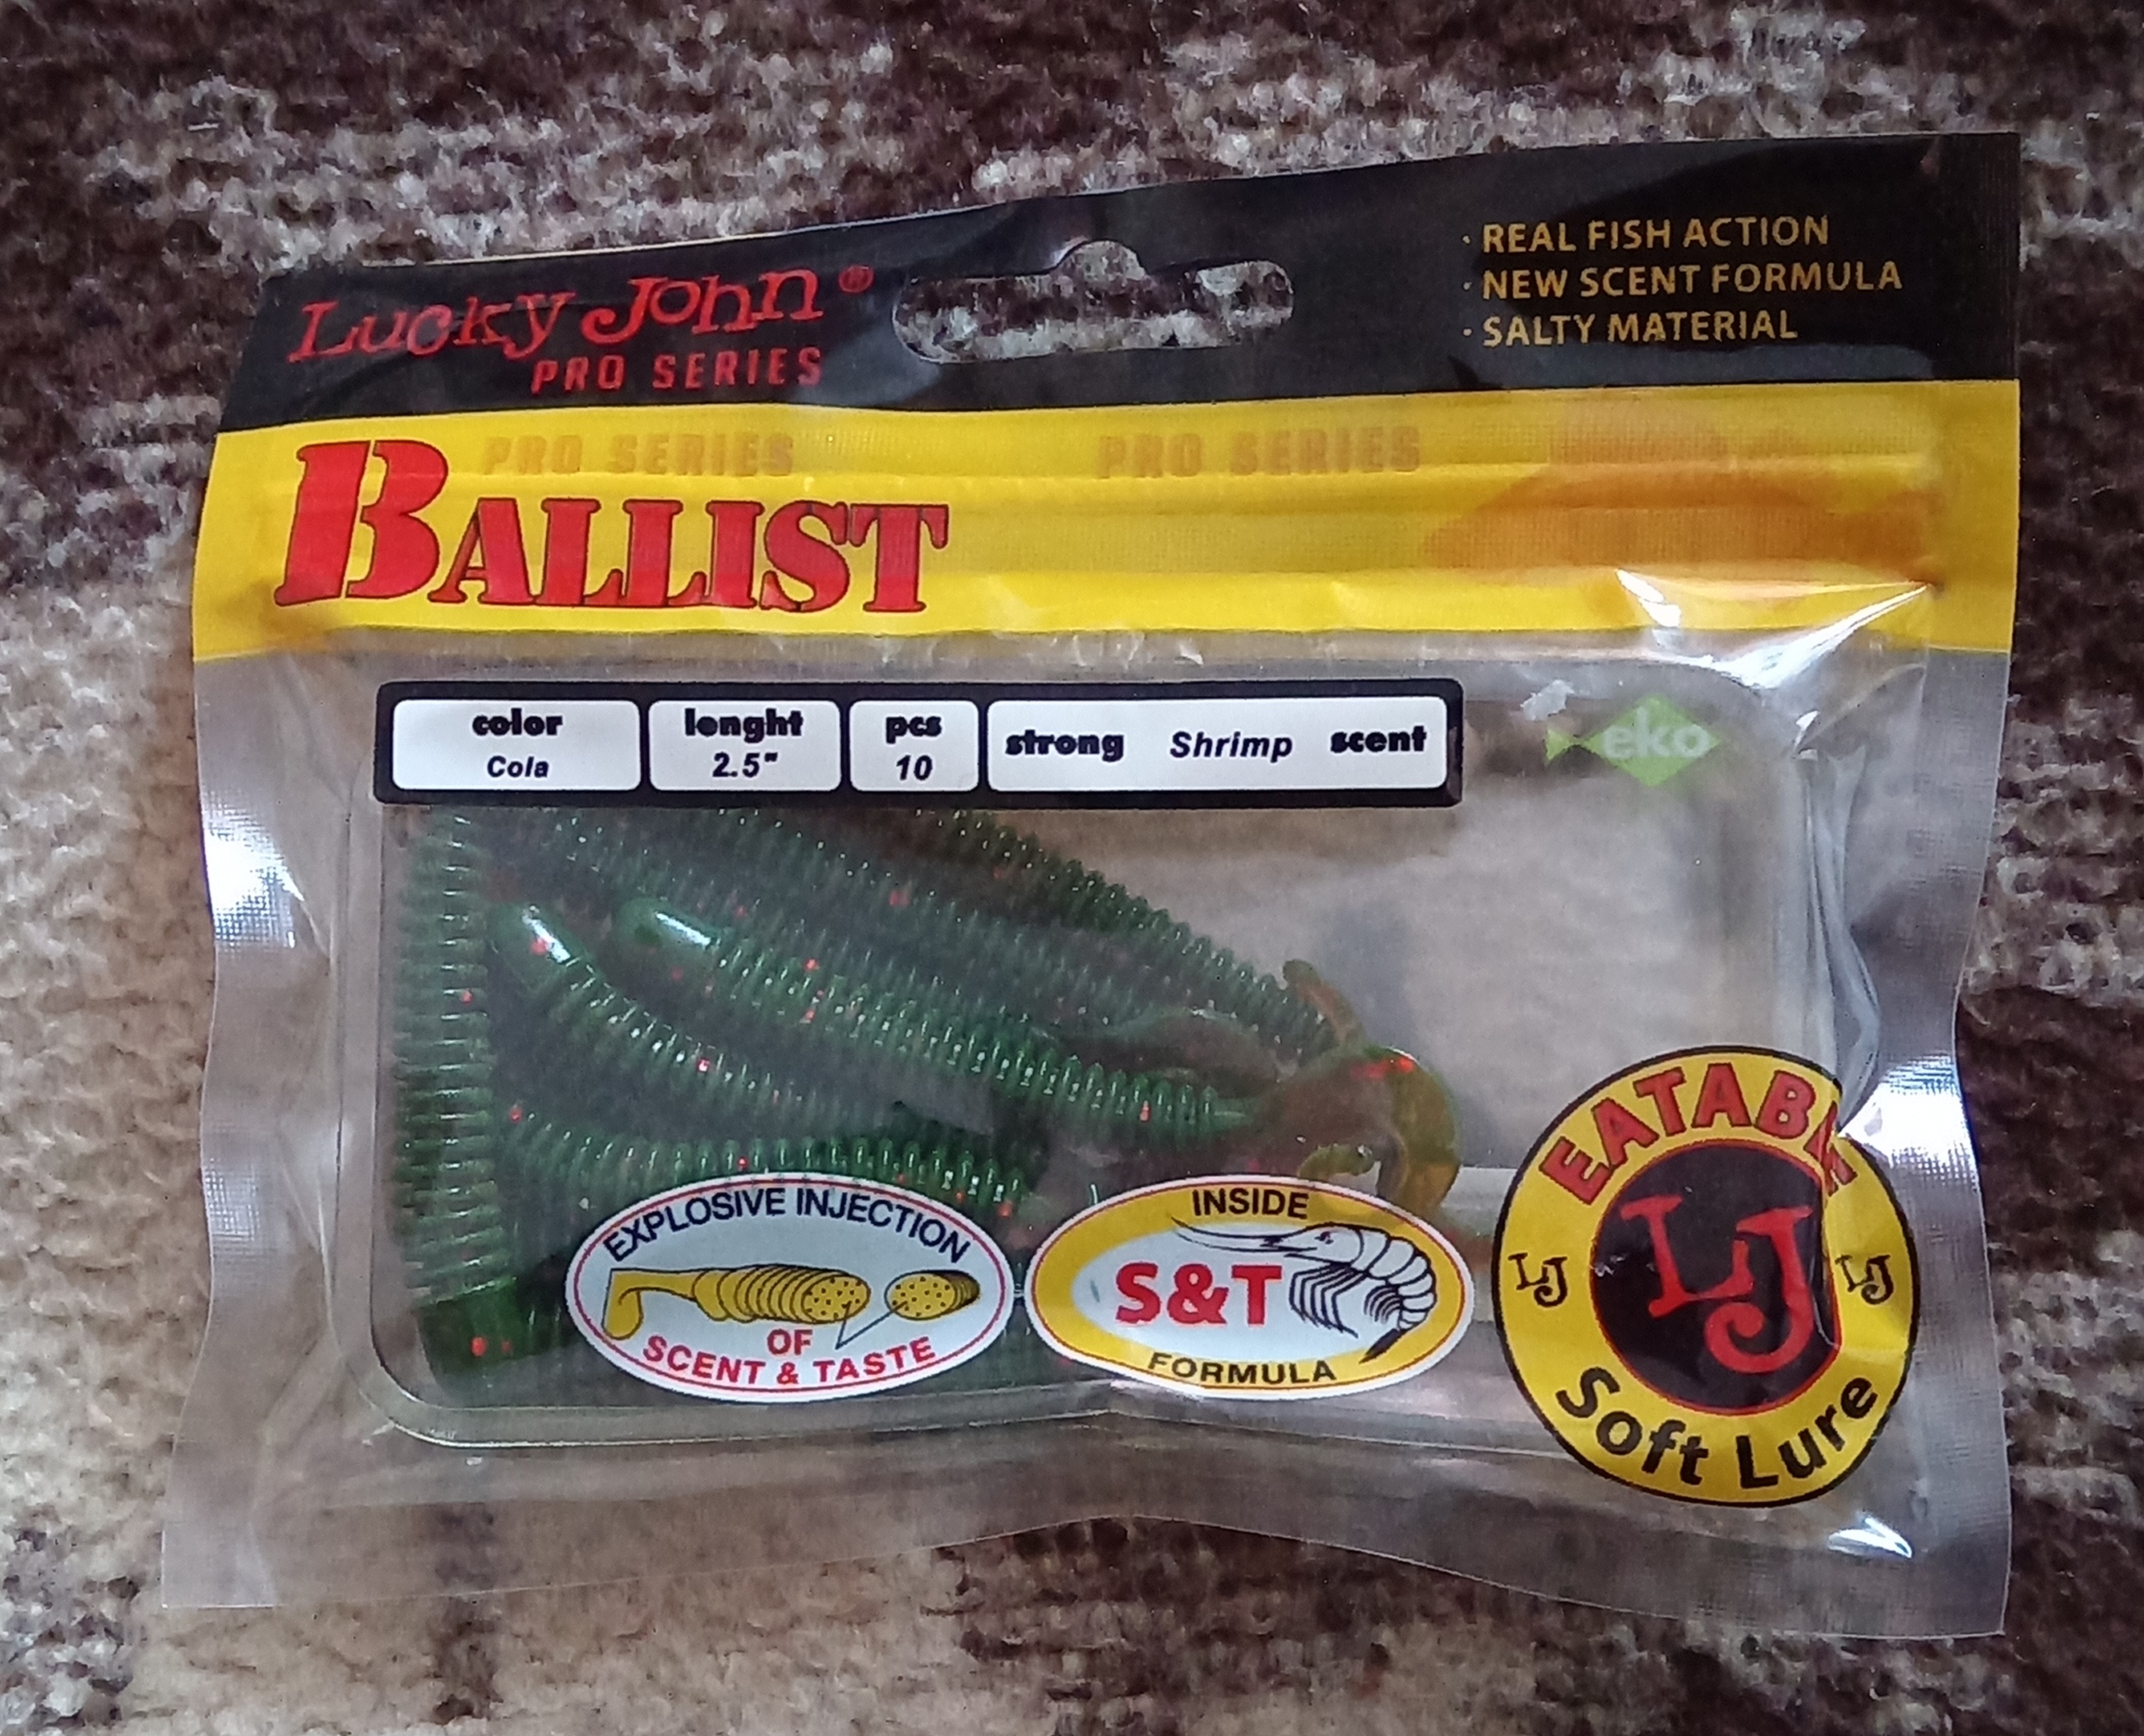 Lucky John®
PRO SERIES
· REAL FISH ACTION
· NEW SCENT FORMULA
· SALTY MATERIAL
PRO SERIES PRO SERIES
BALLIST
color lenght pcs strong Shrimp scent
Cola 2.5" 10
eko
EXPLOSIVE INJECTION
OF
SCENT & TASTE
INSIDE
S&T
FORMULA
EATABLE
LJ LJ LJ
Soft Lure